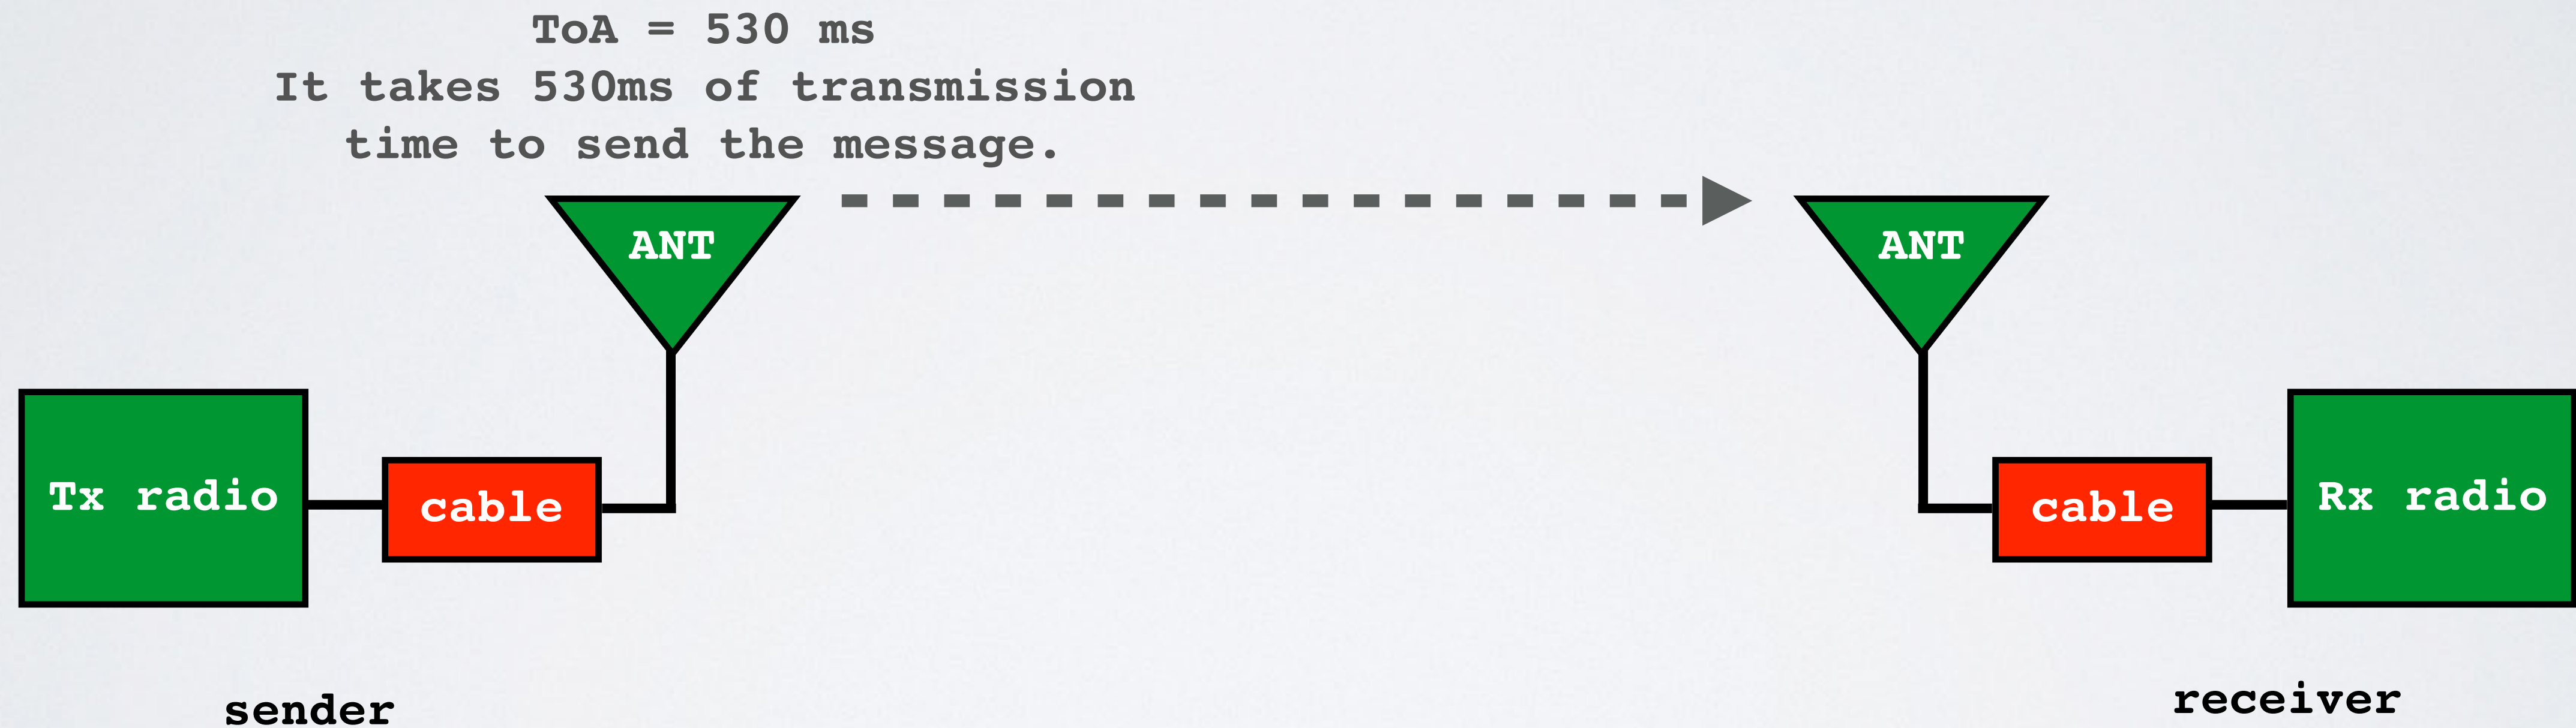 ToA = 530 ms
It takes 530ms of transmission
time to send the message.
ANT
ANT
Tx radio
cable
cable
Rx radio
sender
receiver